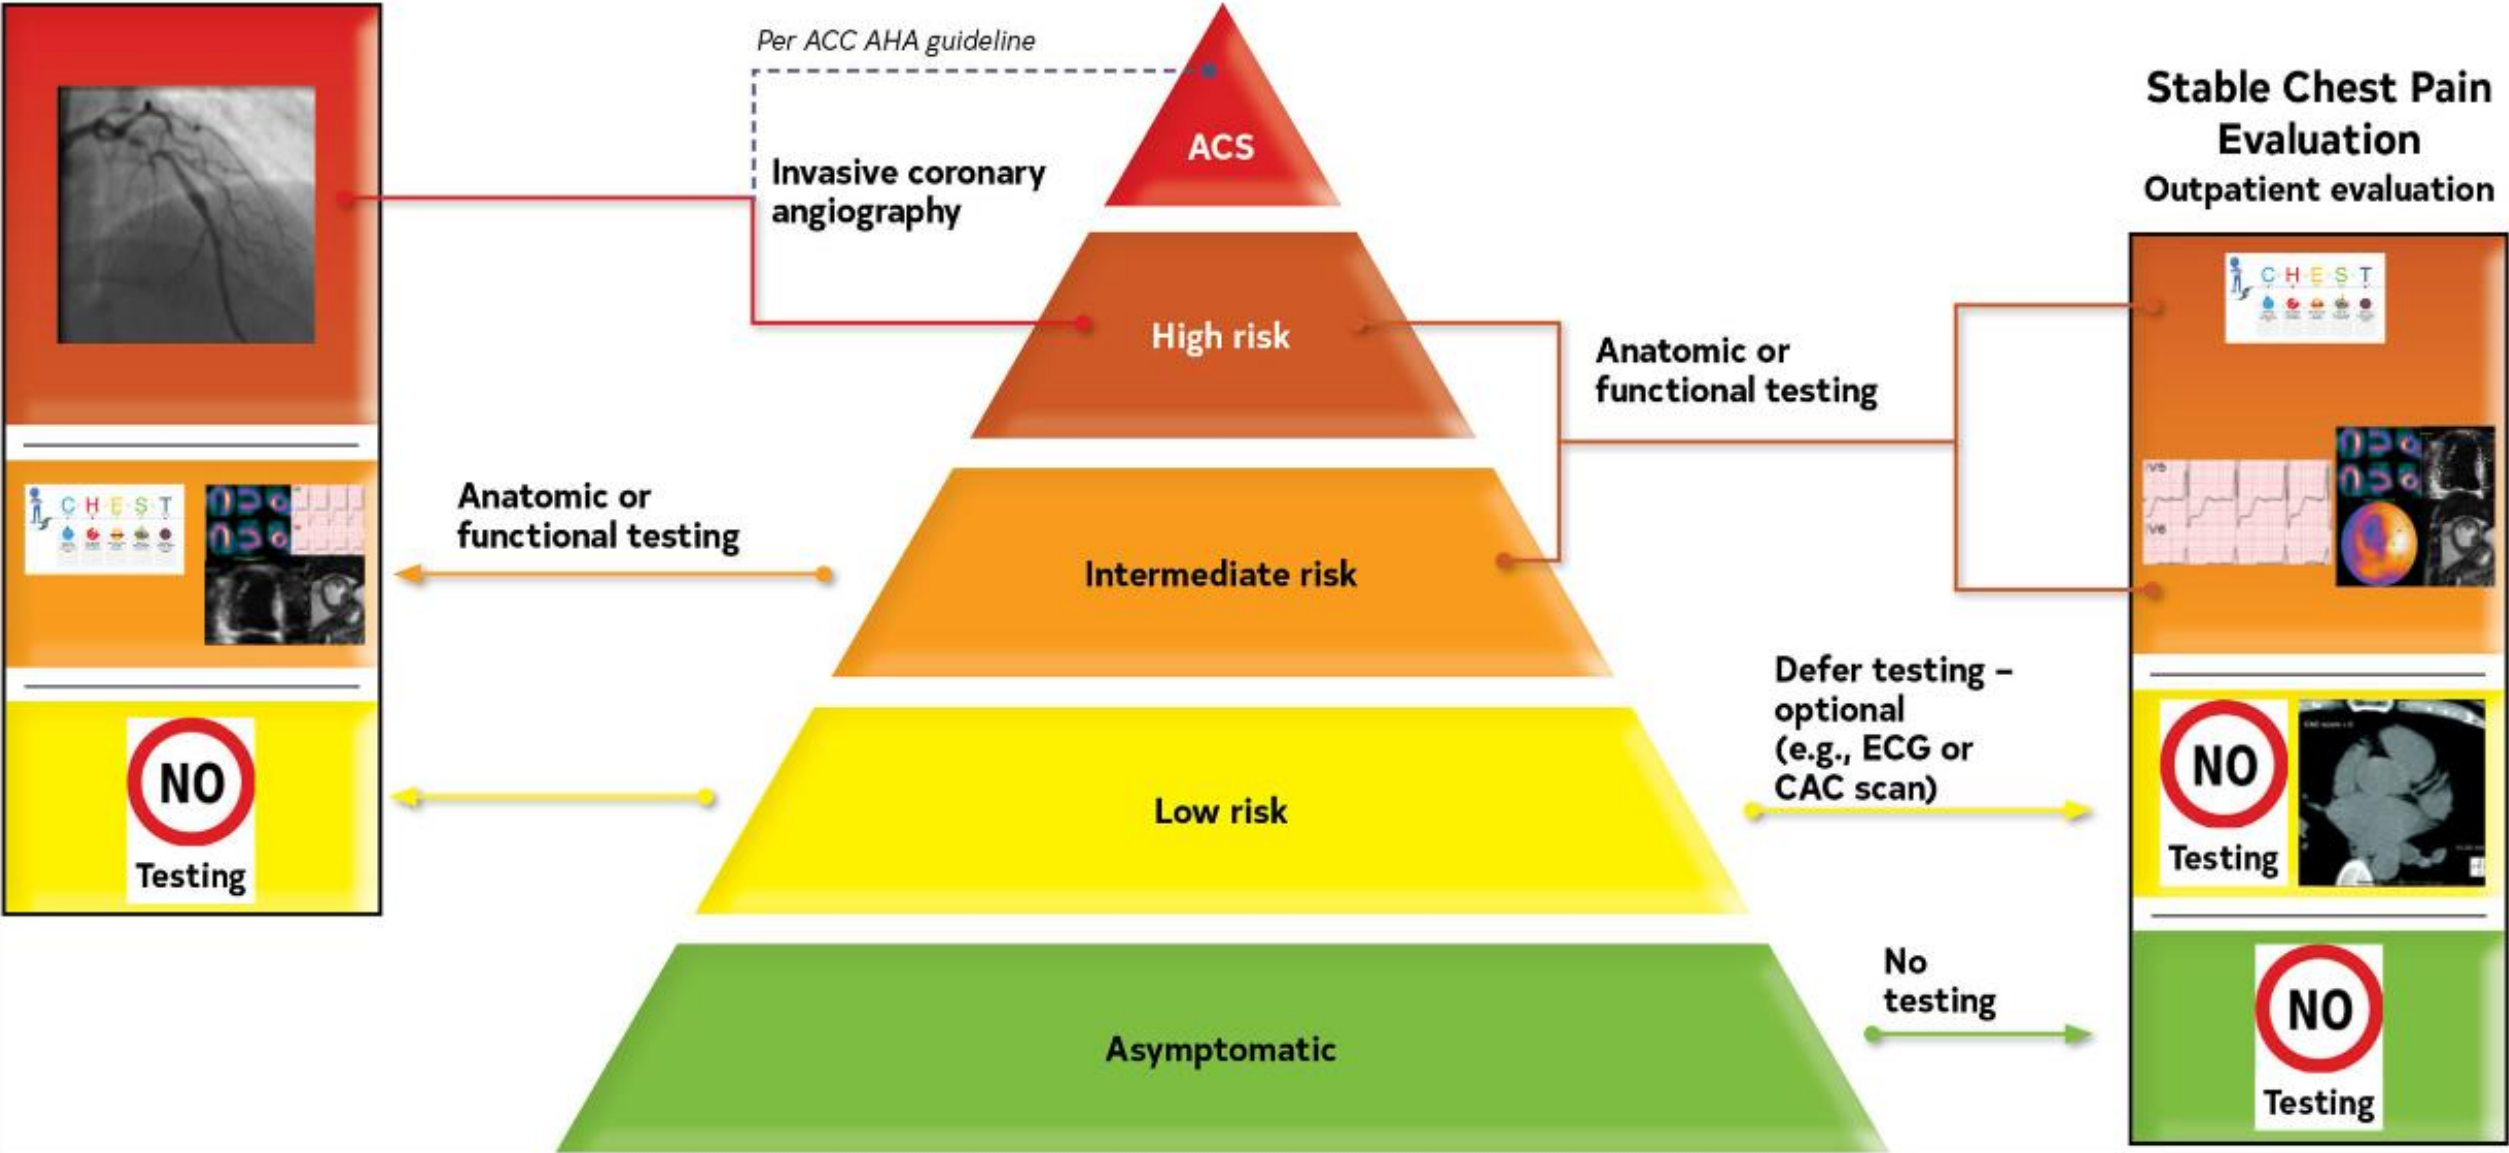 Per ACC AHA guideline
Invasive coronary
angiography
ACS
Stable Chest Pain
Evaluation
Outpatient evaluation
High risk
Anatomic or
functional testing
C H E S T
C H E S T
Anatomic or
functional testing
V5
V6
Intermediate risk
NO
Testing
Low risk
Defer testing –
optional
(e.g., ECG or
CAC scan)
NO
Testing
Asymptomatic
No
testing
NO
Testing